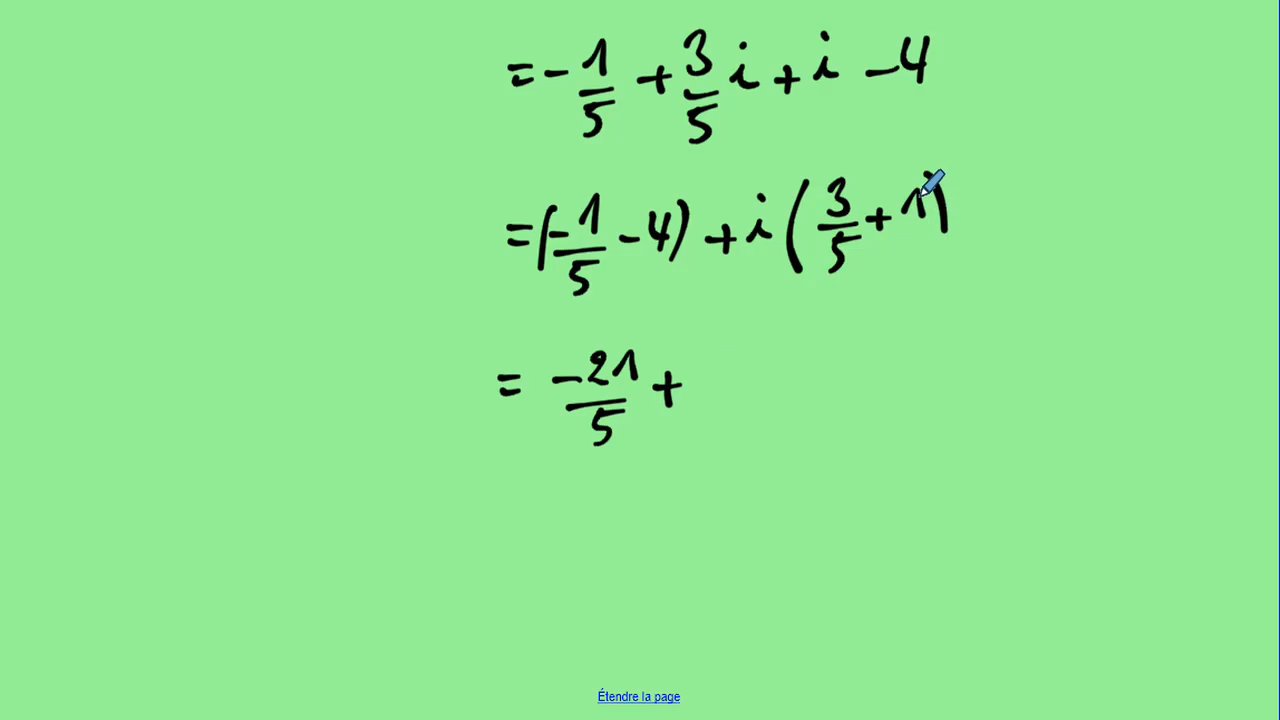 = - 1/5 + 3/5 i + i - 4
= (-1/5 - 4) + i (3/5 + 1)
= -21/5 +
Étendre la page